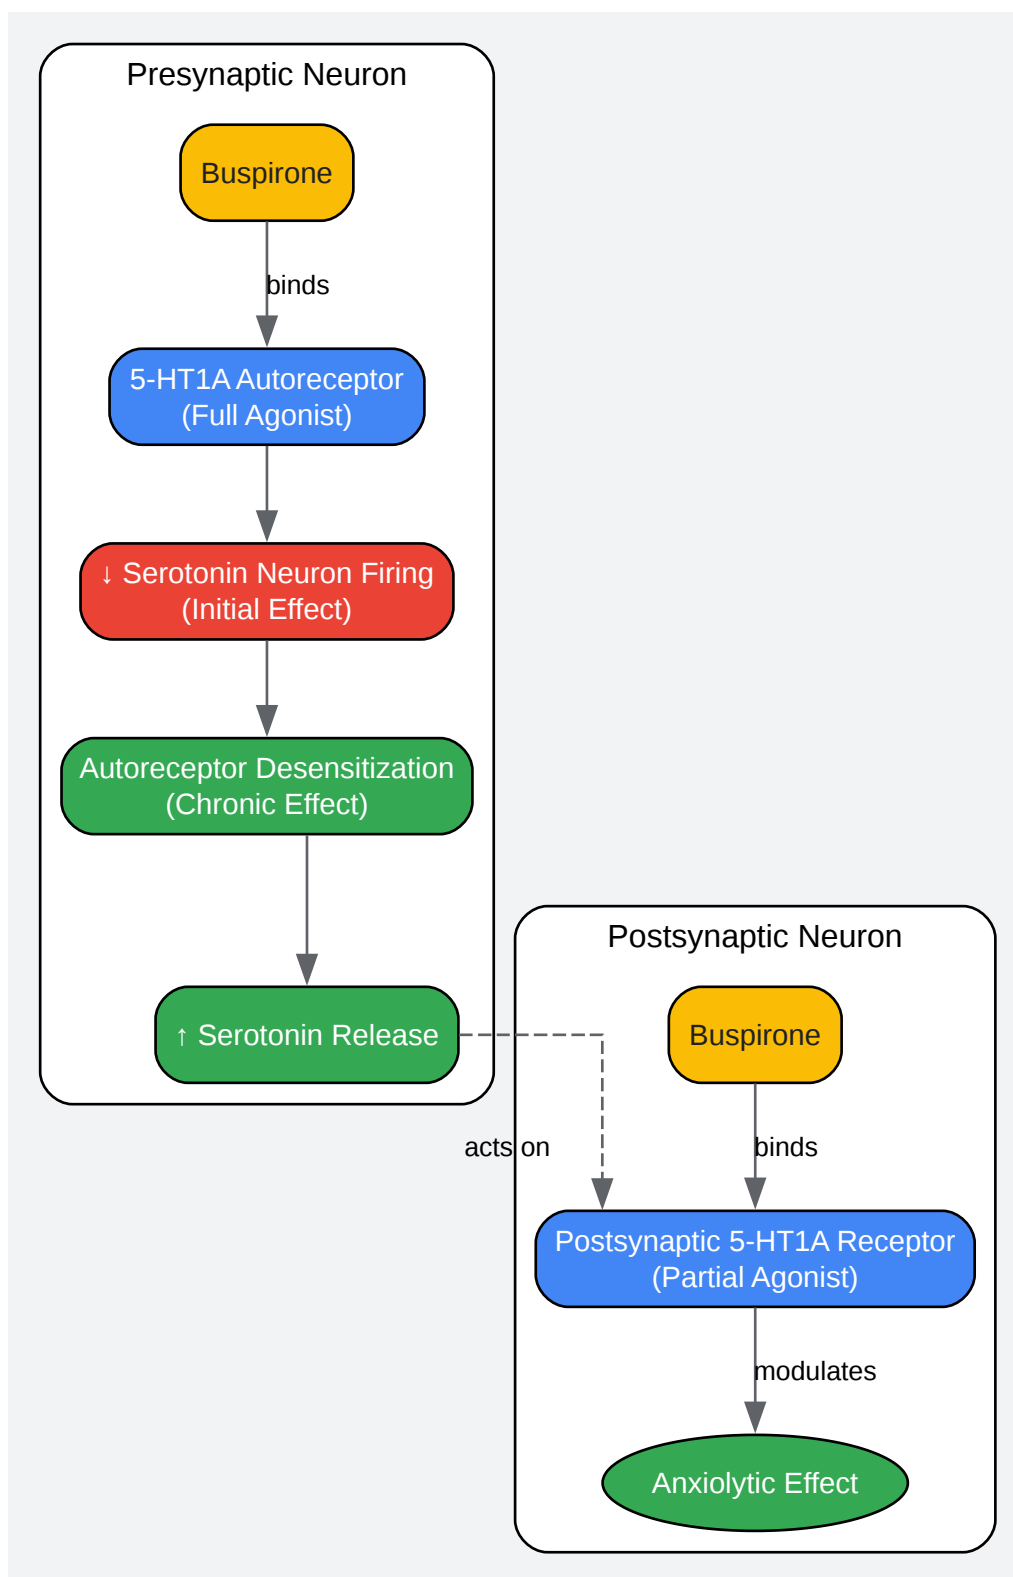 Presynaptic Neuron
Buspirone
binds
5-HT1A Autoreceptor
(Full Agonist)
↓ Serotonin Neuron Firing
(Initial Effect)
Autoreceptor Desensitization
(Chronic Effect)
↑ Serotonin Release
acts on
Postsynaptic Neuron
Buspirone
binds
Postsynaptic 5-HT1A Receptor
(Partial Agonist)
modulates
Anxiolytic Effect